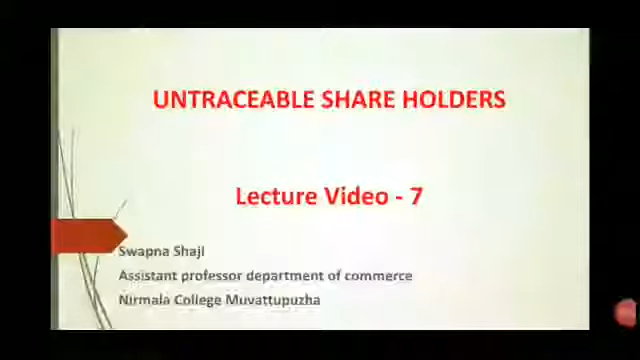 UNTRACEABLE SHARE HOLDERS
Lecture Video - 7
Swapna Shaji
Assistant professor department of commerce
Nirmala College Muvattupuzha